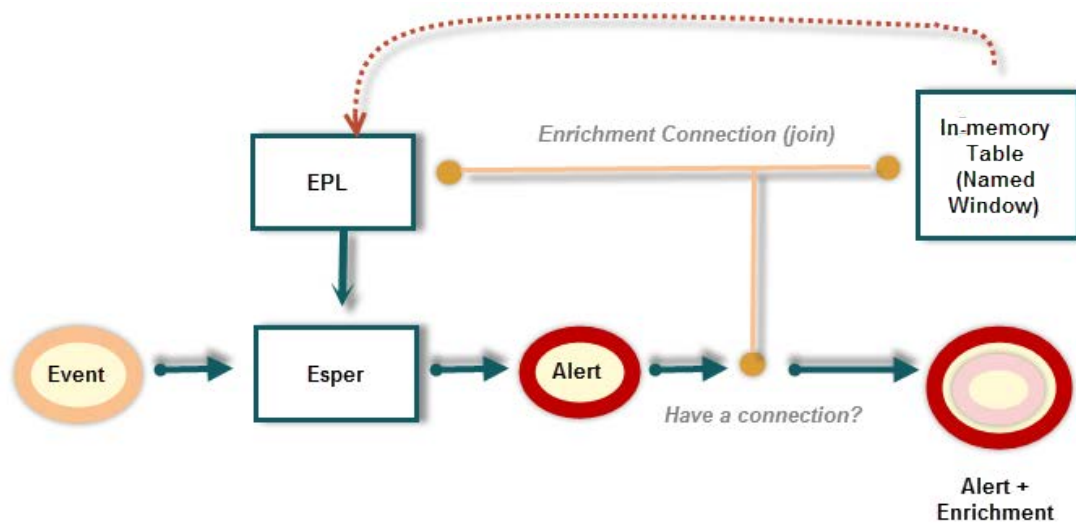 Enrichment Connection (join)
In-memory
Table
(Named
Window)
EPL
Event
Esper
Alert
Have a connection?
Alert +
Enrichment